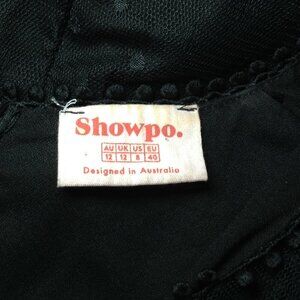 Showpo.
AU UK US EU
12 12 8 40
Designed in Australia